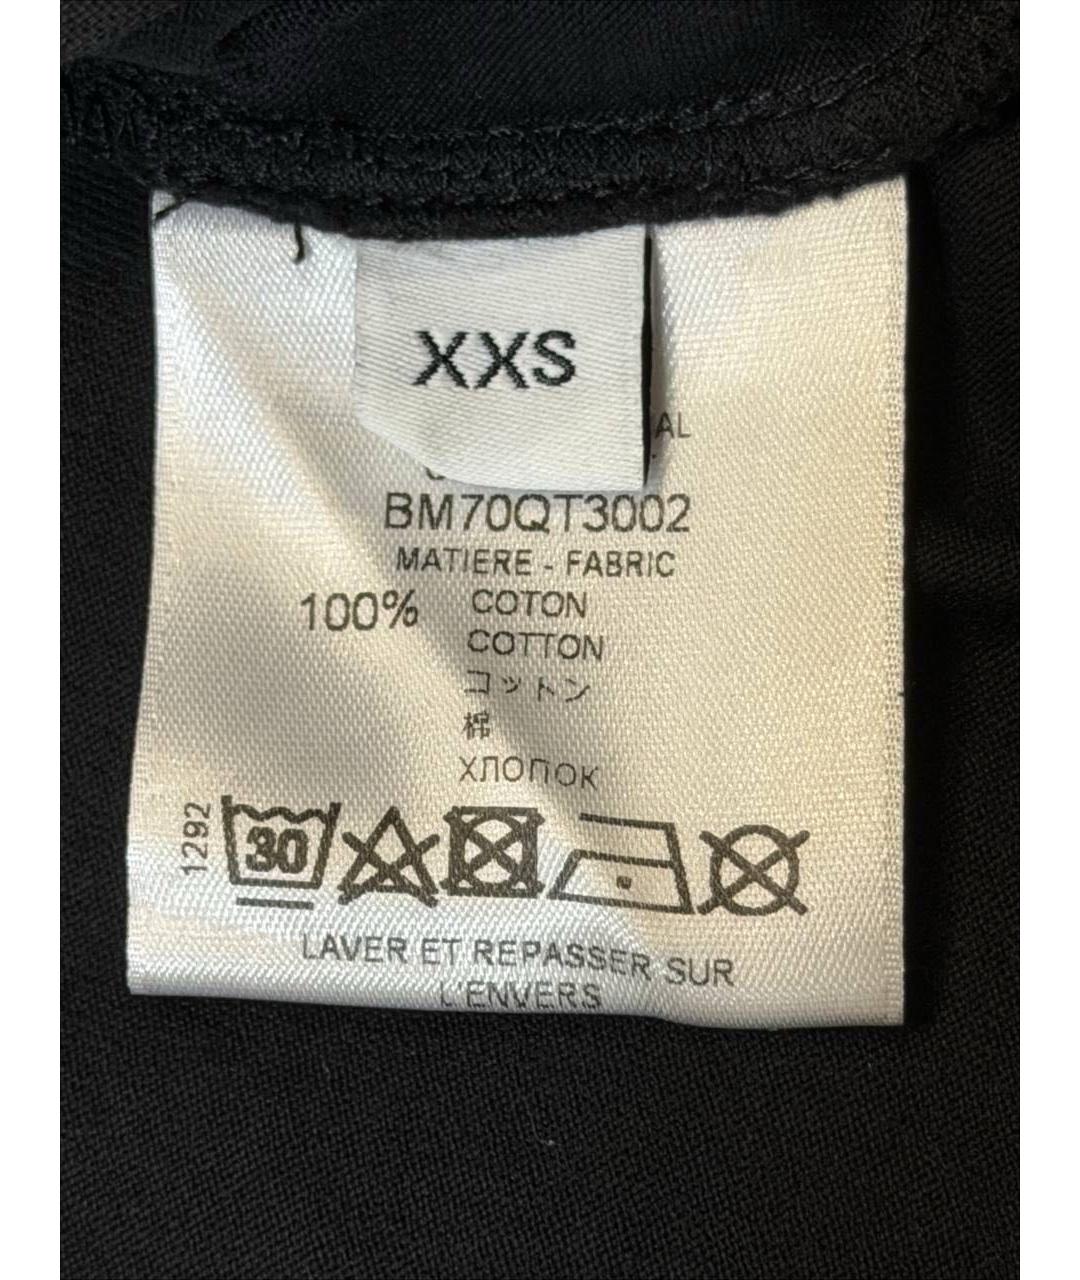 XXS
AL
BM70QT3002
MATIERE - FABRIC
100% COTON
COTTON
コットン
棉
хлопок
1292
30
LAVER ET REPASSER SUR
L'ENVERS